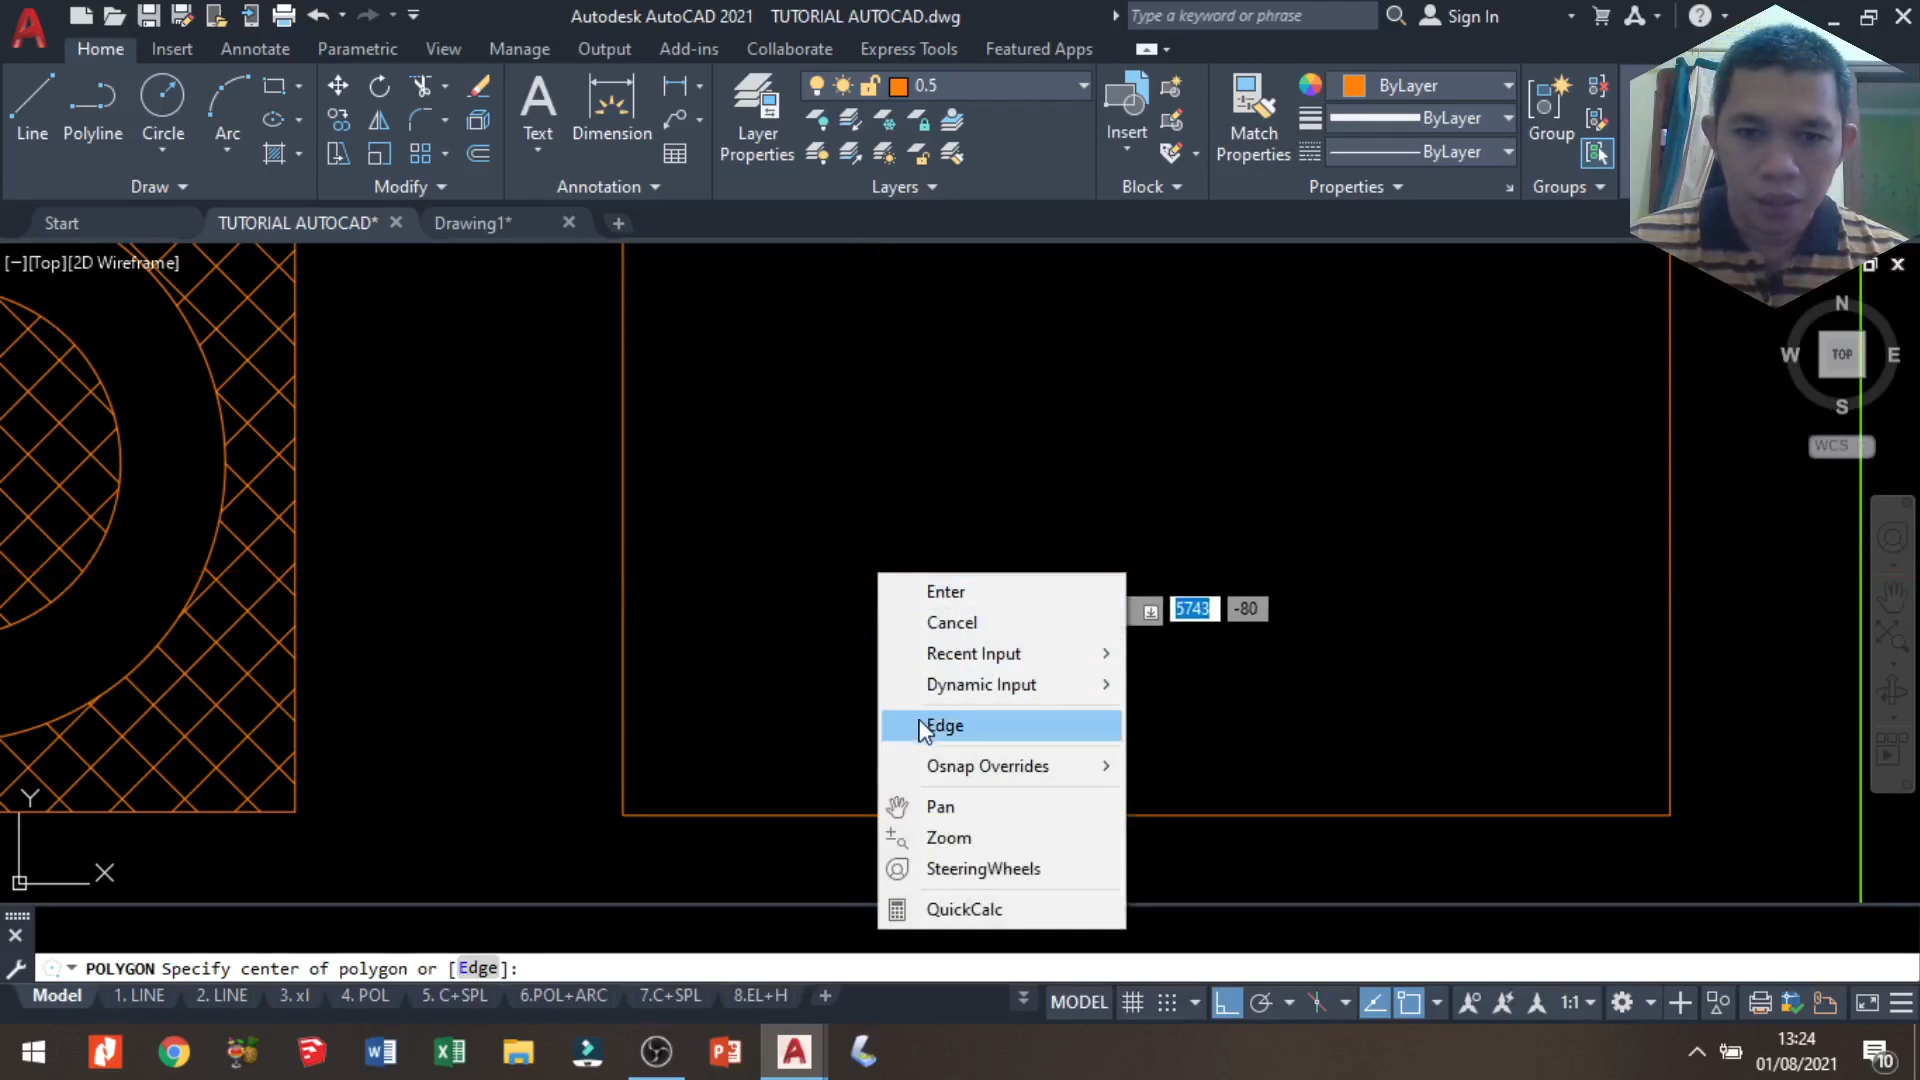 Autodesk AutoCAD 2021 TUTORIAL AUTOCAD.dwg
Type a keyword or phrase
Sign In
Home Insert Annotate Parametric View Manage Output Add-ins Collaborate Express Tools Featured Apps
0.5
ByLayer
Line Polyline Circle Arc
Text Dimension
Layer Properties
Insert
Match Properties
ByLayer
Group
ByLayer
Draw Modify Annotation Layers Block Properties Groups
Start TUTORIAL AUTOCAD* Drawing1*
[−][Top][2D Wireframe]
N
W TOP E
S
WCS
Enter
Cancel
Recent Input
Dynamic Input
Edge
Osnap Overrides
Pan
Zoom
SteeringWheels
QuickCalc
5743 -80
Y
X
POLYGON Specify center of polygon or [Edge]:
Model 1. LINE 2. LINE 3. xl 4. POL 5. C+SPL 6.POL+ARC 7.C+SPL 8.EL+H
MODEL
1:1
13:24
01/08/2021
10